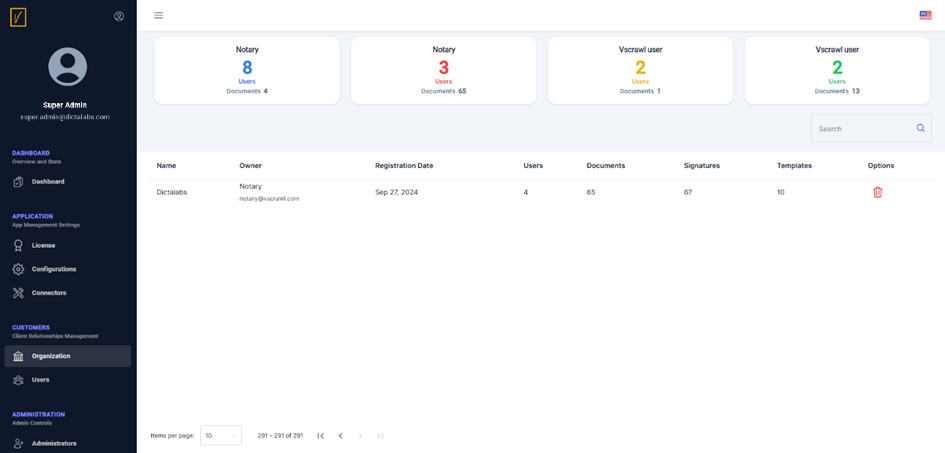 Super Admin
super.admin@dictalabs.com
DASHBOARD
Overview and Stats
Dashboard
APPLICATION
App Management Settings
License
Configurations
Connectors
CUSTOMERS
Client Relationships Management
Organization
Users
ADMINISTRATION
Admin Controls
Administrators
Notary
8
Users
Documents 4
Notary
3
Users
Documents 65
Vscrawl user
2
Users
Documents 1
Vscrawl user
2
Users
Documents 13
Search
Name Owner Registration Date Users Documents Signatures Templates Options
Dictalabs Notary Sep 27, 2024 4 65 67 10
notary@vscrawl.com
Items per page: 10 291 – 291 of 291